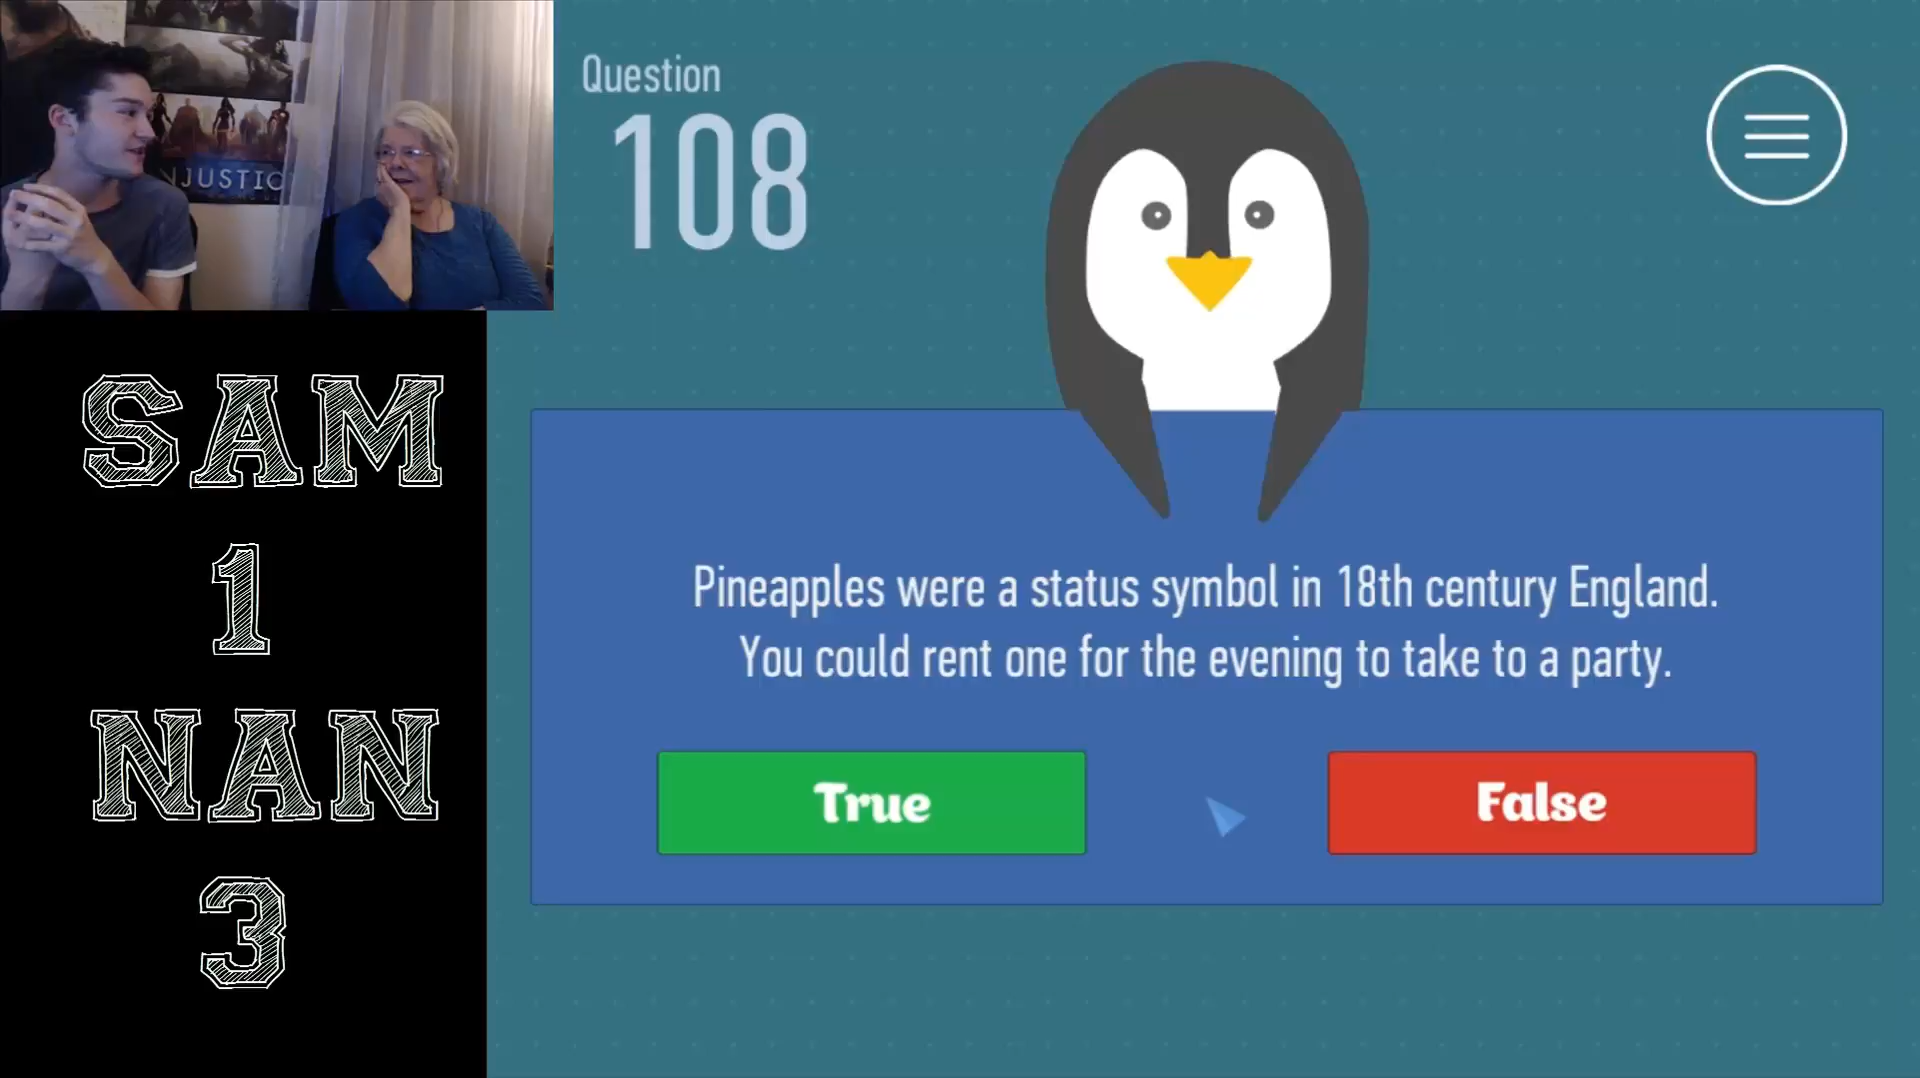 NJUSTIC
Question
108
SAM
1
NAN
3
Pineapples were a status symbol in 18th century England.
You could rent one for the evening to take to a party.
True
False